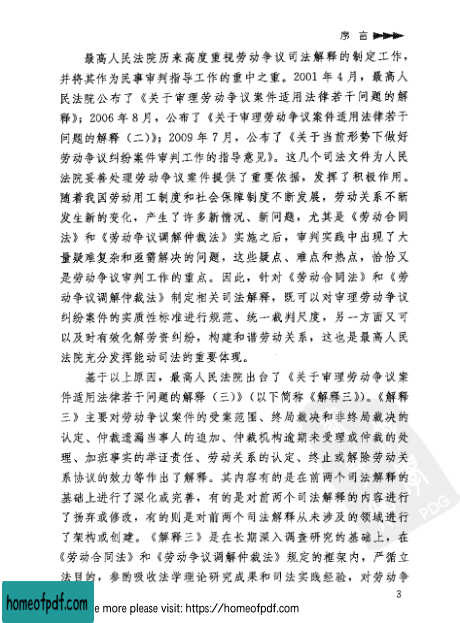 序 言
最高人民法院历来高度重视劳动争议司法解释的制定工作，
并将其作为民事审判指导工作的重中之重。2001 年 4 月，最高人
民法院公布了《关于审理劳动争议案件适用法律若干问题的解
释》；2006 年 8 月，公布了《关于审理劳动争议案件适用法律若干
问题的解释（二）》；2009 年 7 月，公布了《关于当前形势下做好
劳动争议纠纷案件审判工作的指导意见》。这几个司法文件为人民
法院妥善处理劳动争议案件提供了重要依据，发挥了积极作用。
随着我国劳动用工制度和社会保障制度不断发展，劳动关系不断
发生新的变化，产生了许多新情况、新问题，尤其是《劳动合同
法》和《劳动争议调解仲裁法》实施之后，审判实践中出现了大
量疑难复杂和亟需解决的问题，这些疑点、难点和热点，恰恰又
是劳动争议审判工作的重点。因此，针对《劳动合同法》和《劳
动争议调解仲裁法》制定相关司法解释，既可以对审理劳动争议
纠纷案件的实质性标准进行规范、统一裁判尺度，另一方面又可
以及时有效化解劳资纠纷，构建和谐劳动关系，这也是最高人民
法院充分发挥能动司法的重要体现。
基于以上原因，最高人民法院出台了《关于审理劳动争议案
件适用法律若干问题的解释（三）》（以下简称《解释三》）。《解释
三》主要对劳动争议案件的受案范围、终局裁决和非终局裁决的
认定、仲裁遗漏当事人的追加、仲裁机构逾期未受理或仲裁的处
理、加班事实的举证责任、劳动关系的认定、终止或解除劳动关
系协议的效力等作出了解释。其内容有的是在前两个司法解释的
基础上进行了深化或完善，有的是对前两个司法解释的内容进行
了扬弃或修改，有的则是对前两个司法解释从未涉及的领域进行
了架构或创建。《解释三》是在长期深入调查研究的基础上，在
《劳动合同法》和《劳动争议调解仲裁法》规定的框架内，严循立
法目的，参酌吸收法学理论研究成果和司法实践经验，对劳动争
3
PDG
homeofpdf.com
e more please visit: https://homeofpdf.com